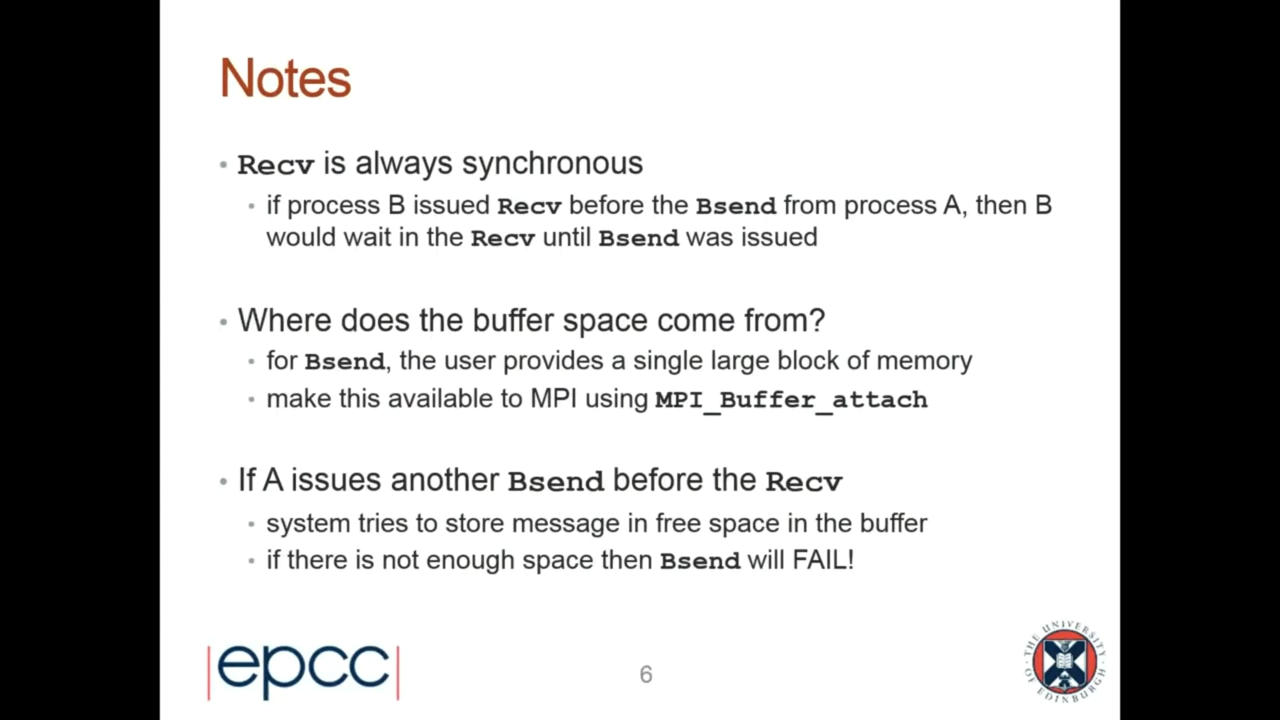 Notes
• Recv is always synchronous
• if process B issued Recv before the Bsend from process A, then B
would wait in the Recv until Bsend was issued
• Where does the buffer space come from?
• for Bsend, the user provides a single large block of memory
• make this available to MPI using MPI_Buffer_attach
• If A issues another Bsend before the Recv
• system tries to store message in free space in the buffer
• if there is not enough space then Bsend will FAIL!
|epcc|
6
THE UNIVERSITY
OF EDINBURGH